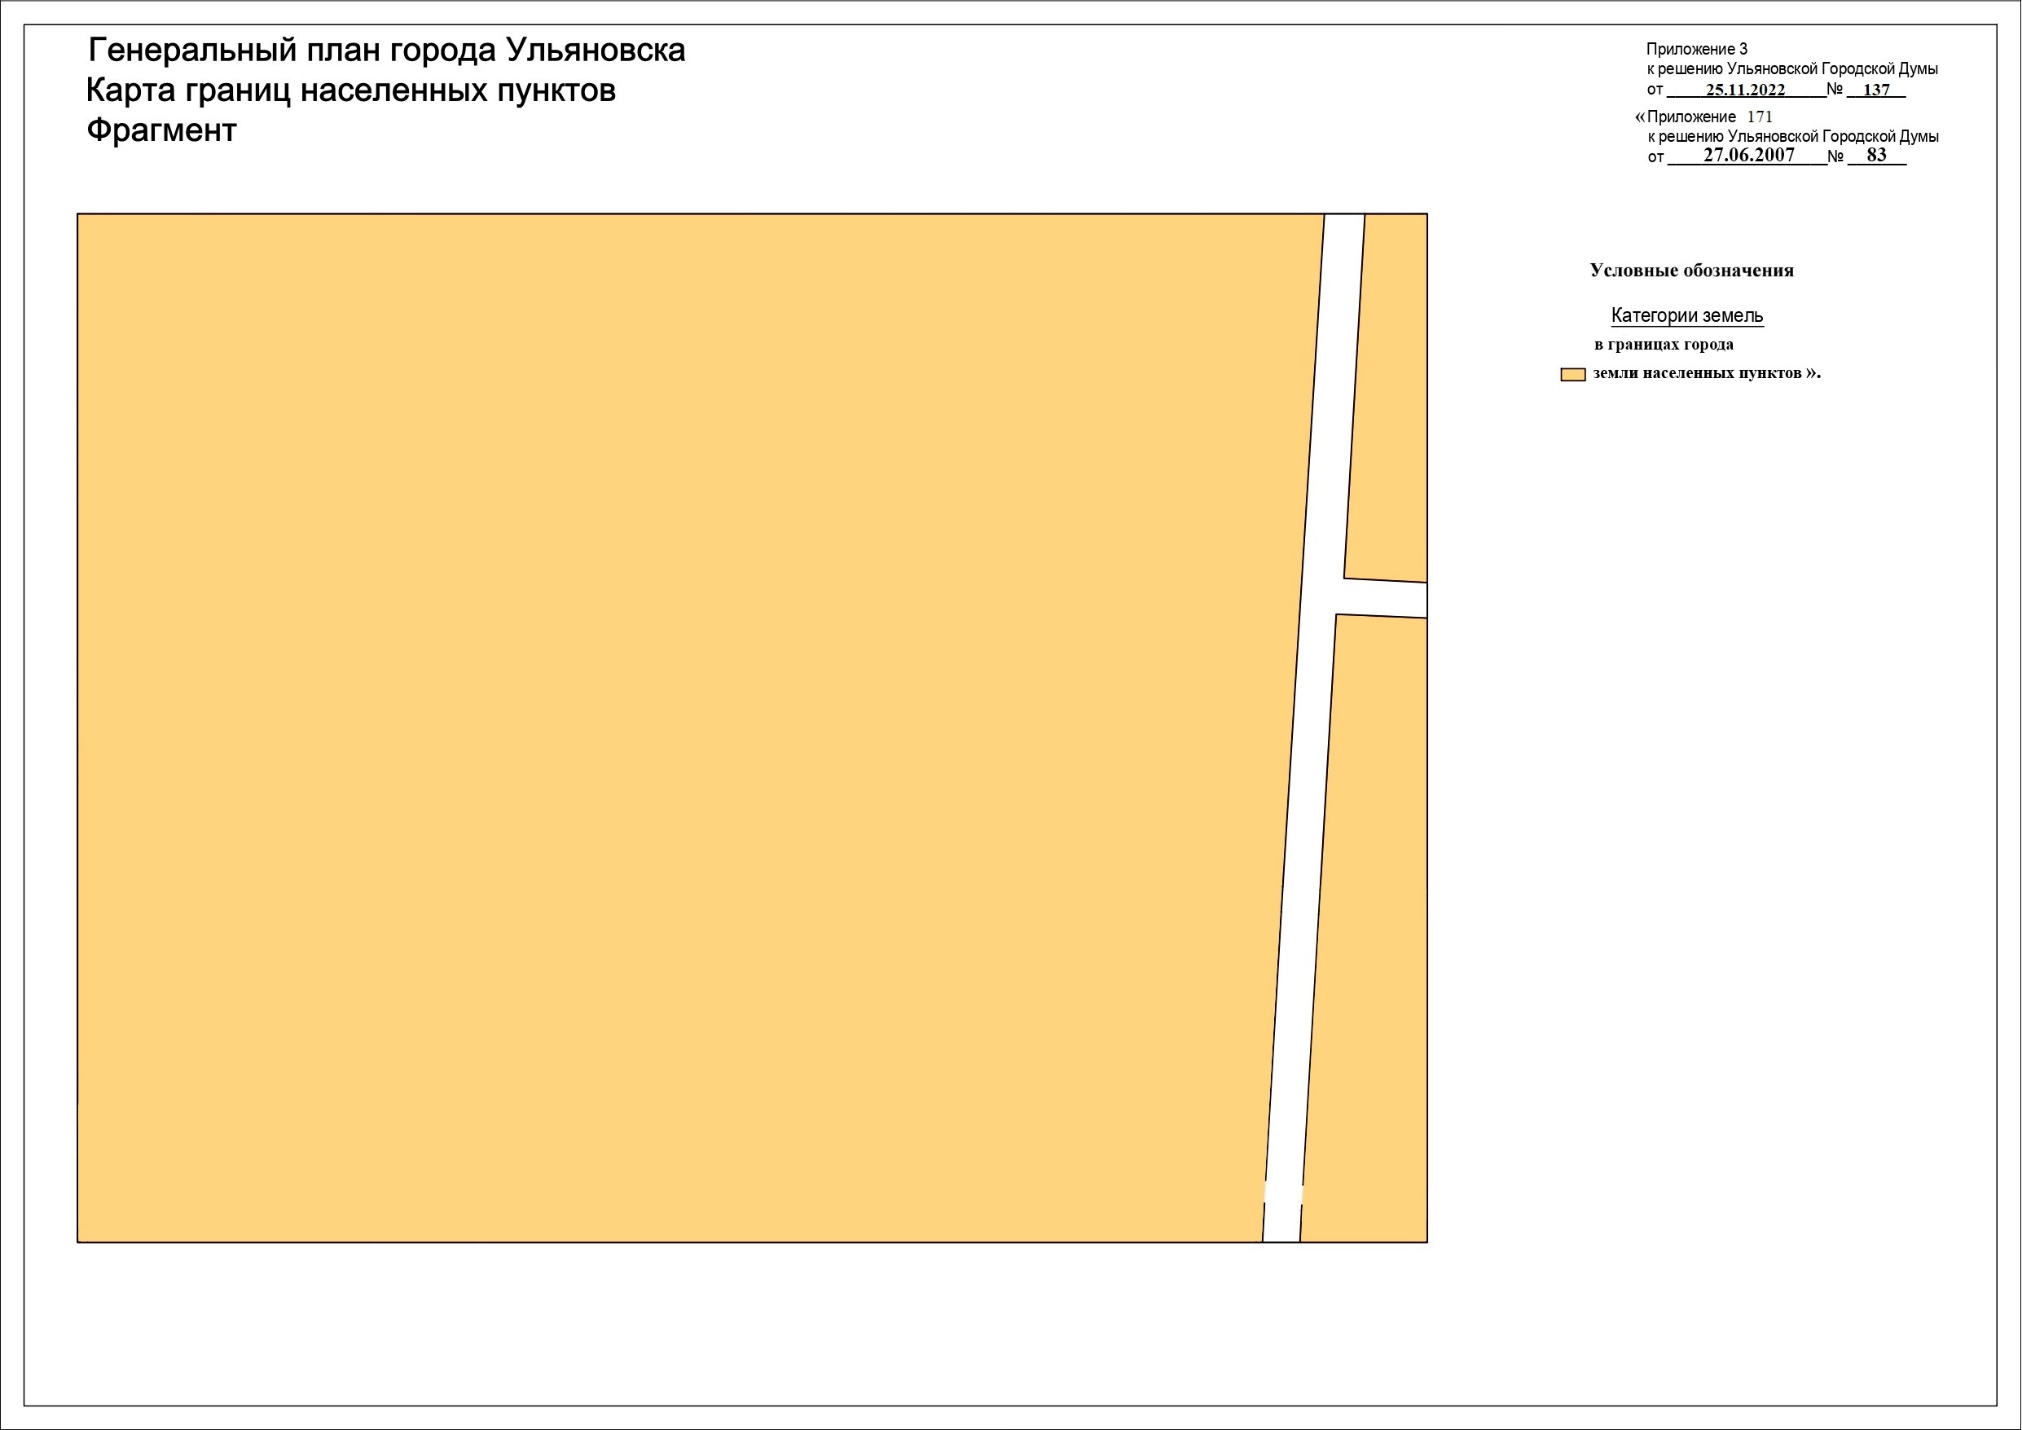 Генеральный план города Ульяновска
Карта границ населенных пунктов
Фрагмент
Приложение 3
к решению Ульяновской Городской Думы
от 25.11.2022 № 137
«Приложение 171
к решению Ульяновской Городской Думы
от 27.06.2007 № 83
Условные обозначения
Категории земель
в границах города
земли населенных пунктов ».